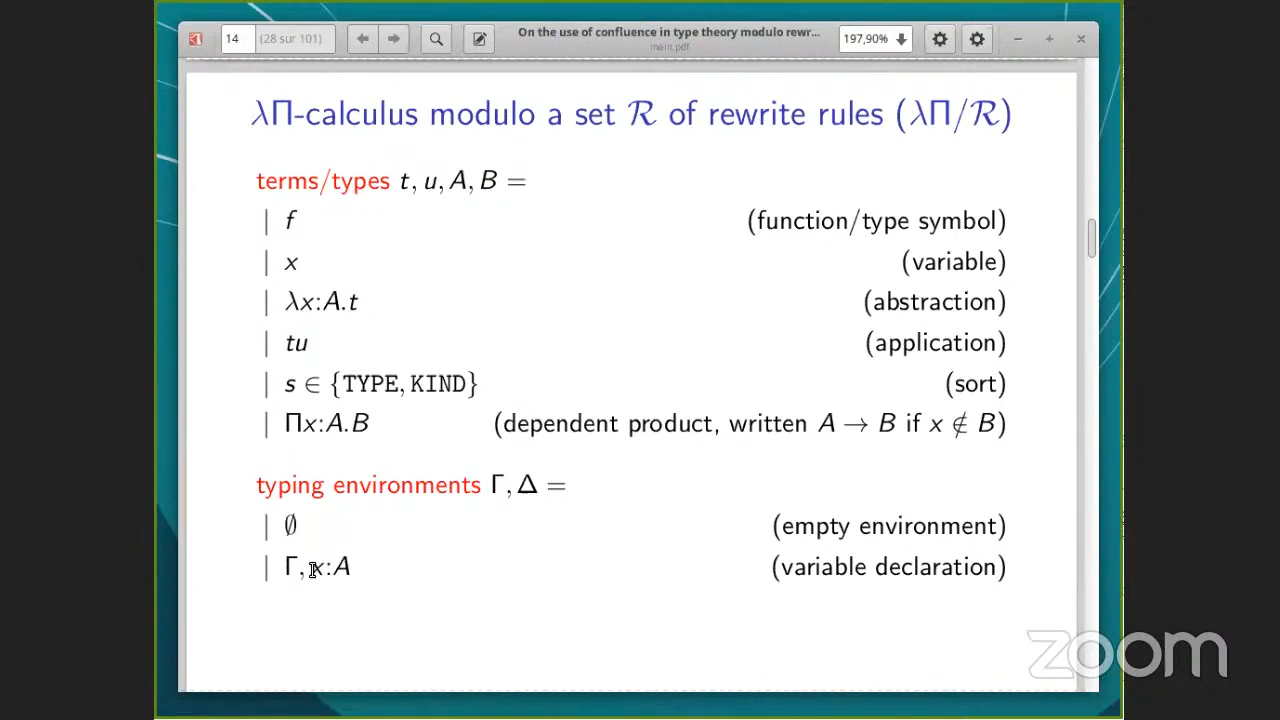 14 (28 sur 101) On the use of confluence in type theory modulo rewr... 197,90%
main.pdf
λΠ-calculus modulo a set ℛ of rewrite rules (λΠ/ℛ)
terms/types t, u, A, B =
| f (function/type symbol)
| x (variable)
| λx:A.t (abstraction)
| tu (application)
| s ∈ {TYPE, KIND} (sort)
| Πx:A.B (dependent product, written A → B if x ∉ B)
typing environments Γ, Δ =
| ∅ (empty environment)
| Γ, x:A (variable declaration)
zoom